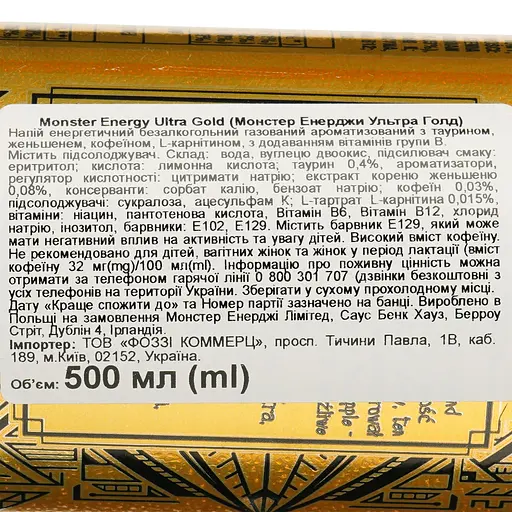 Monster Energy Ultra Gold (Монстер Енерджи Ультра Голд)
Напій енергетичний безалкогольний газований ароматизований з таурином,
женьшенем, кофеїном, L-карнітином, з додаванням вітамінів групи В.
Містить підсолоджувач. Склад: вода, вуглецю двоокис, підсилювач смаку:
еритритол; кислота: лимонна кислота; таурин 0,4%, ароматизатори,
регулятор кислотності: цитримати натрію; екстракт кореню женьшеню
0,08%, консерванти: сорбат калію, бензоат натрію; кофеїн 0,03%,
підсолоджувачі: сукралоза, ацесульфам К; L-тартрат L-карнітина 0,015%,
вітаміни: ніацин, пантотенова кислота, Вітамін В6, Вітамін В12, хлорид
натрію, інозитол, барвники: Е102, Е129. Містить барвник Е129, який може
мати негативний вплив на активність та увагу дітей. Високий вміст кофеїну.
Не рекомендовано для дітей, вагітних жінок та жінок у період лактації (вміст
кофеїну 32 мг(mg)/100 мл(ml). Інформацію про поживну цінність можна
отримати за телефоном гарячої лінії 0 800 301 707 (дзвінки безкоштовні з
усіх телефонів на території України. Зберігати у сухому прохолодному місці.
Дату «Краще спожити до» та Номер партії зазначено на банці. Вироблено в
Польщі на замовлення Монстер Енерджі Лімітед, Саус Бенк Хауз, Берроу
Стріт, Дублін 4, Ірландія.
Імпортер: ТОВ «ФОЗЗІ КОММЕРЦ», просп. Тичини Павла, 1В, каб.
189, м.Київ, 02152, Україна.
Об'єм: 500 мл (ml)